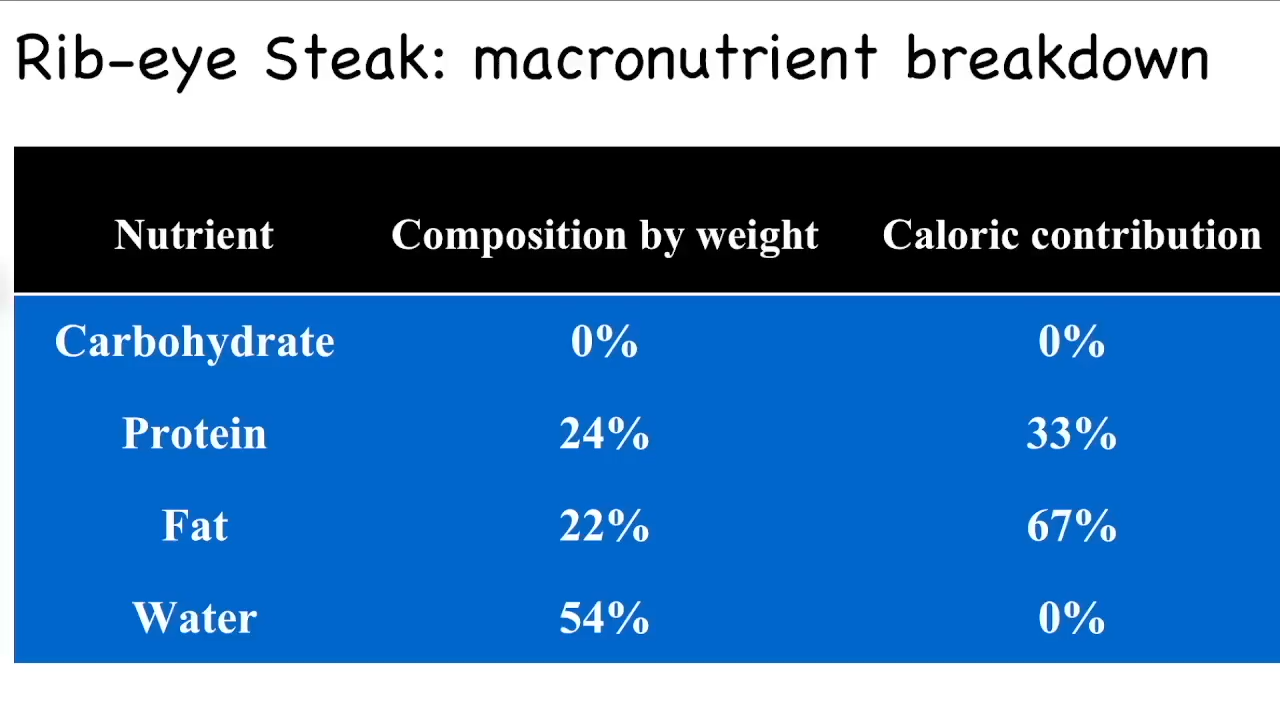 Rib-eye Steak: macronutrient breakdown
Nutrient Composition by weight Caloric contribution
Carbohydrate 0% 0%
Protein 24% 33%
Fat 22% 67%
Water 54% 0%